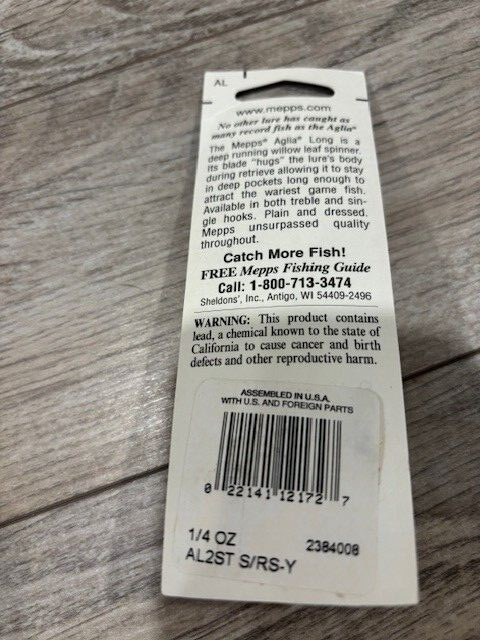 AL
www.mepps.com
No other lure has caught as
many record fish as the Aglia®
The Mepps® Aglia® Long is a
deep running willow leaf spinner.
Its blade "hugs" the lure's body
during retrieve allowing it to stay
in deep pockets long enough to
attract the wariest game fish.
Available in both treble and sin-
gle hooks. Plain and dressed.
Mepps unsurpassed quality
throughout.
Catch More Fish!
FREE Mepps Fishing Guide
Call: 1-800-713-3474
Sheldons', Inc., Antigo, WI 54409-2496
WARNING: This product contains
lead, a chemical known to the state of
California to cause cancer and birth
defects and other reproductive harm.
ASSEMBLED IN U.S.A.
WITH U.S. AND FOREIGN PARTS
0 22141 12172 7
1/4 OZ 2384008
AL2ST S/RS-Y